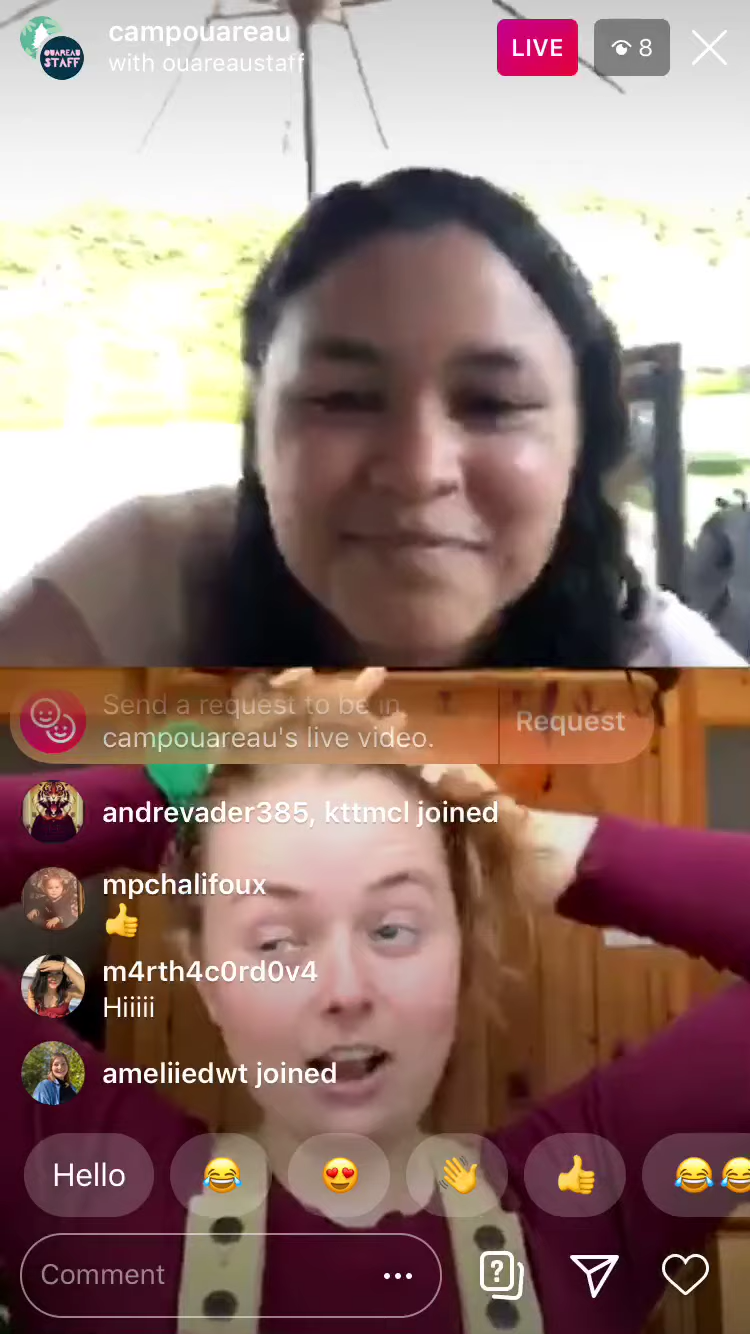 campouareau
with ouareaustaff
OUAREAU
STAFF
LIVE
8
Send a request to be in
campouareau's live video.
Request
andrevader385, kttmcl joined
mpchalifoux
👍
m4rth4c0rd0v4
Hiiiii
ameliiedwt joined
Hello 😂 😍 👋 👍 😂😂
Comment